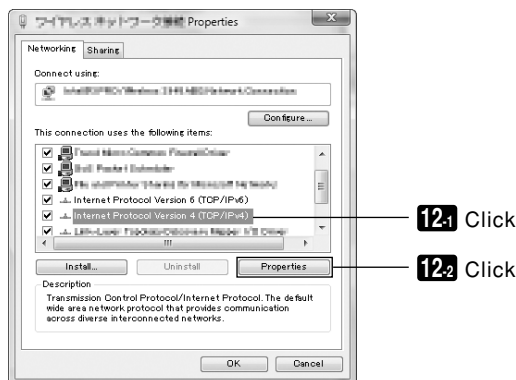 ワイヤレス ネットワーク接続 Properties
Networking Sharing
Connect using:
Configure...
This connection uses the following items:
Internet Protocol Version 6 (TCP/IPv6)
Internet Protocol Version 4 (TCP/IPv4)
12-1 Click
Install... Uninstall Properties
12-2 Click
Description
Transmission Control Protocol/Internet Protocol. The default
wide area network protocol that provides communication
across diverse interconnected networks.
OK Cancel